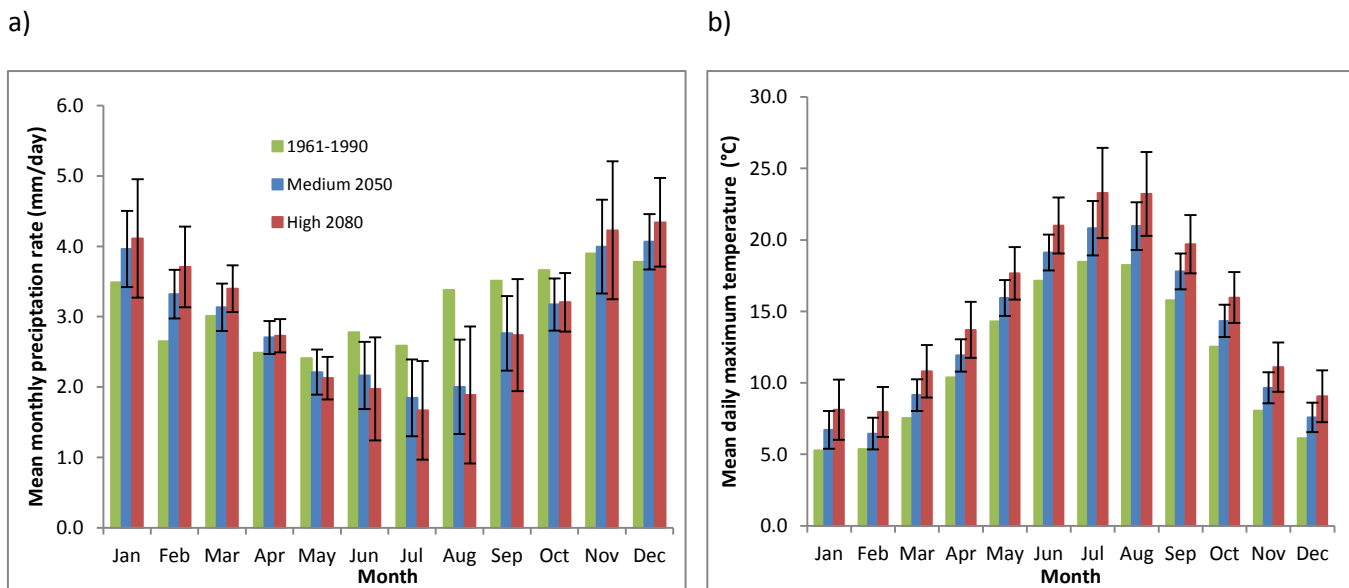 a)
b)
Mean monthly preciptation rate (mm/day)
6.0
5.0
4.0
3.0
2.0
1.0
0.0
1961-1990
Medium 2050
High 2080
Jan Feb Mar Apr May Jun Jul Aug Sep Oct Nov Dec
Month
Mean daily maximum temperature (°C)
30.0
25.0
20.0
15.0
10.0
5.0
0.0
Jan Feb Mar Apr May Jun Jul Aug Sep Oct Nov Dec
Month